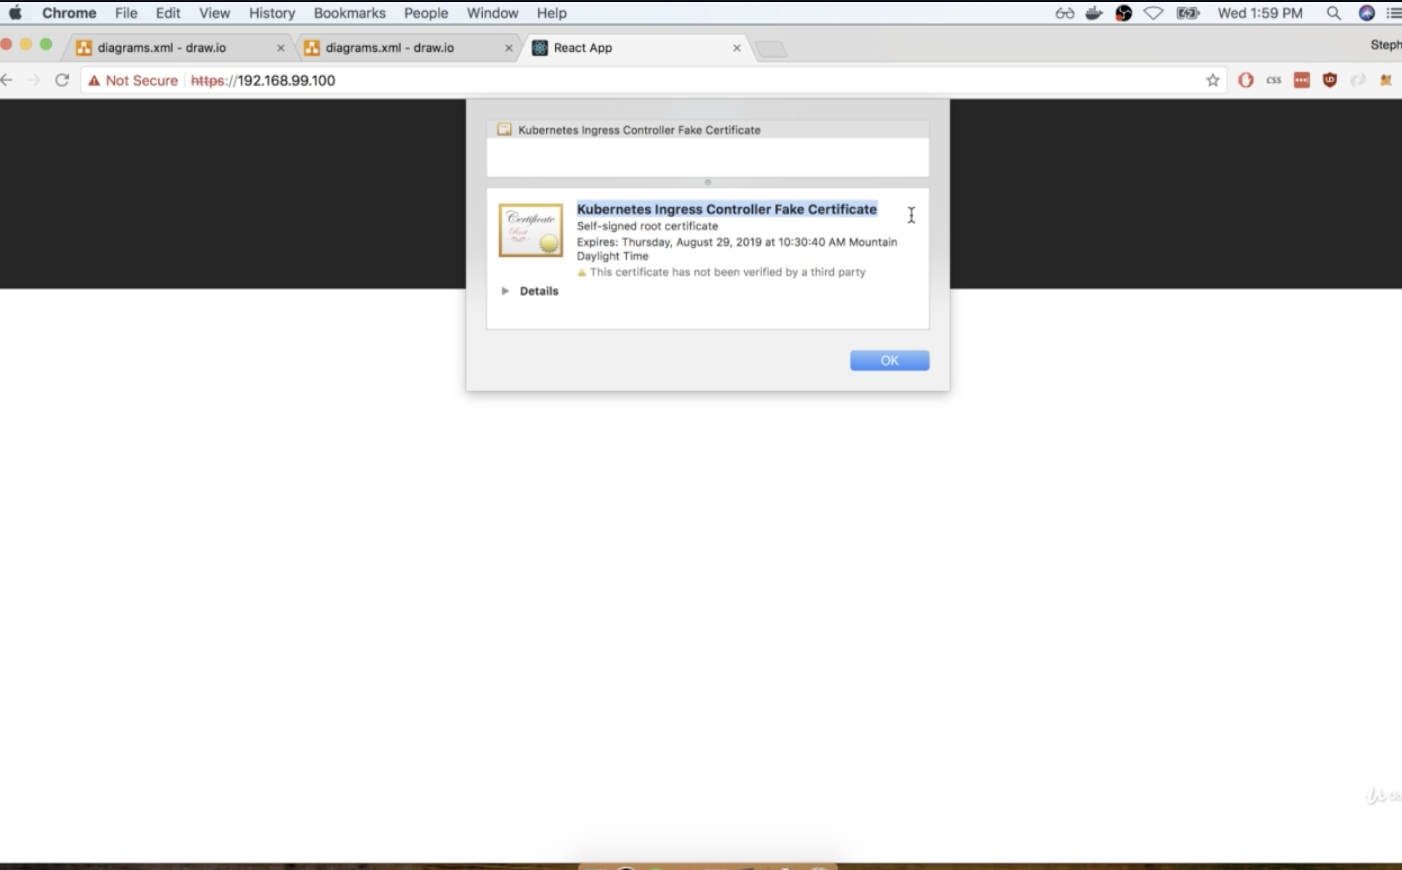 Chrome File Edit View History Bookmarks People Window Help Wed 1:59 PM
diagrams.xml - draw.io diagrams.xml - draw.io React App Steph
Not Secure https://192.168.99.100 CSS
Kubernetes Ingress Controller Fake Certificate
Certificate
Root
Kubernetes Ingress Controller Fake Certificate
Self-signed root certificate
Expires: Thursday, August 29, 2019 at 10:30:40 AM Mountain
Daylight Time
This certificate has not been verified by a third party
Details
OK